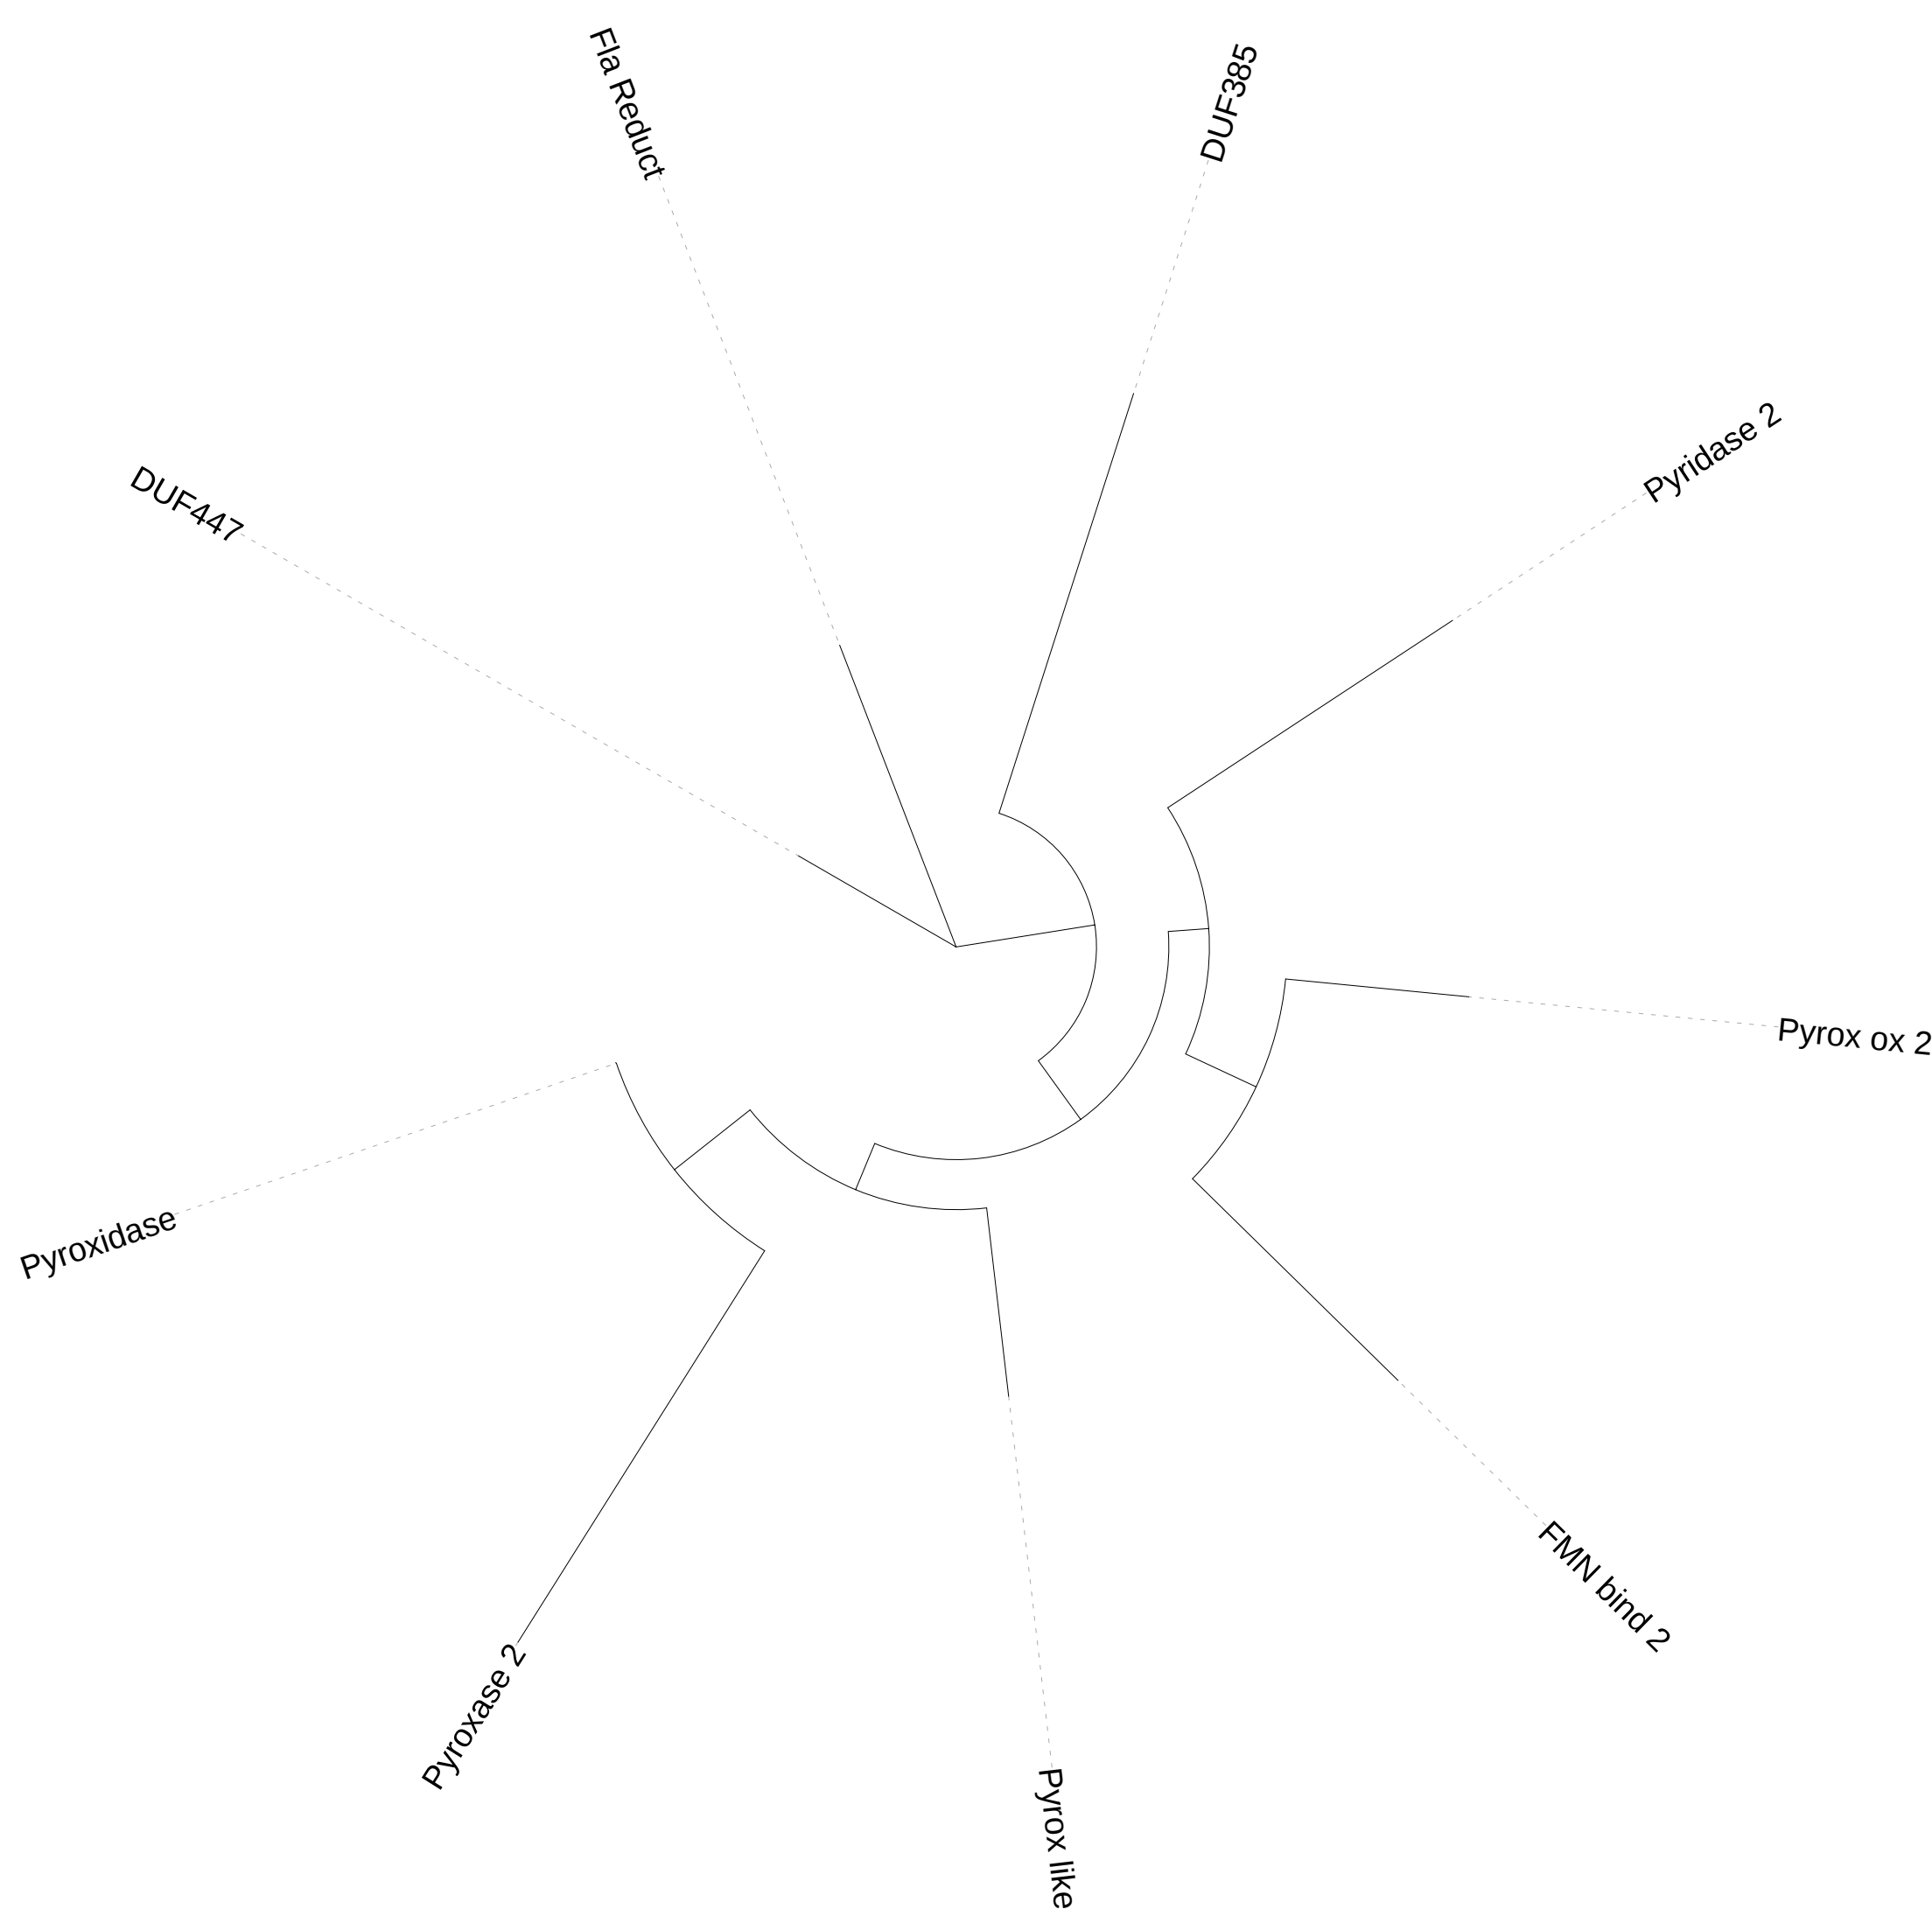 Fla Reduct
DUF385
Pyridase 2
DUF447
Pyrox ox 2
Pyroxidase
FMN bind 2
Pyroxase 2
Pyrox like